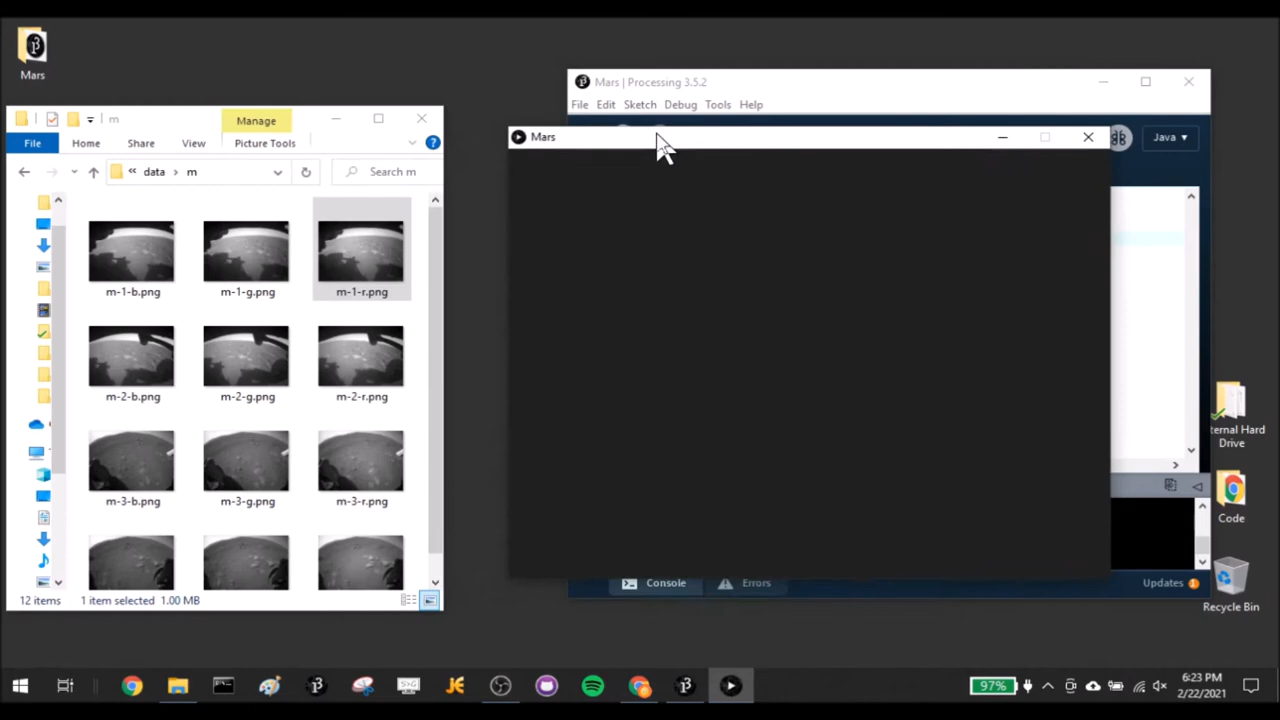 Mars
m
Manage
File
Home
Share
View
Picture Tools
data
m
Search m
m-1-b.png
m-1-g.png
m-1-r.png
m-2-b.png
m-2-g.png
m-2-r.png
m-3-b.png
m-3-g.png
m-3-r.png
12 items
1 item selected 1.00 MB
Mars | Processing 3.5.2
File Edit Sketch Debug Tools Help
Java
Mars
Console
Errors
Updates 1
ternal Hard
Drive
Code
Recycle Bin
97%
6:23 PM
2/22/2021